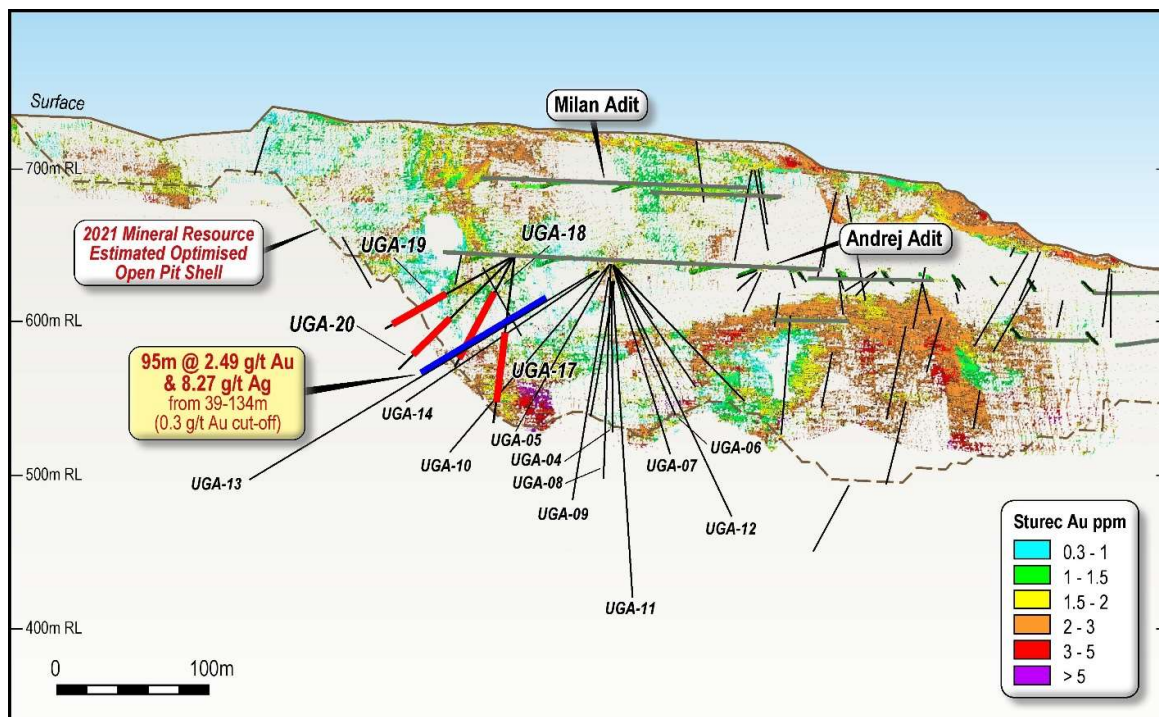 Surface
Milan Adit
700m RL
2021 Mineral Resource
Estimated Optimised
Open Pit Shell
UGA-19
UGA-18
Andrej Adit
600m RL
UGA-20
95m @ 2.49 g/t Au
& 8.27 g/t Ag
from 39-134m
(0.3 g/t Au cut-off)
UGA-17
UGA-14
UGA-05
UGA-06
UGA-10
UGA-04
UGA-07
UGA-13
500m RL
UGA-08
UGA-09
UGA-12
UGA-11
Sturec Au ppm
0.3 - 1
1 - 1.5
1.5 - 2
2 - 3
3 - 5
> 5
400m RL
0 100m